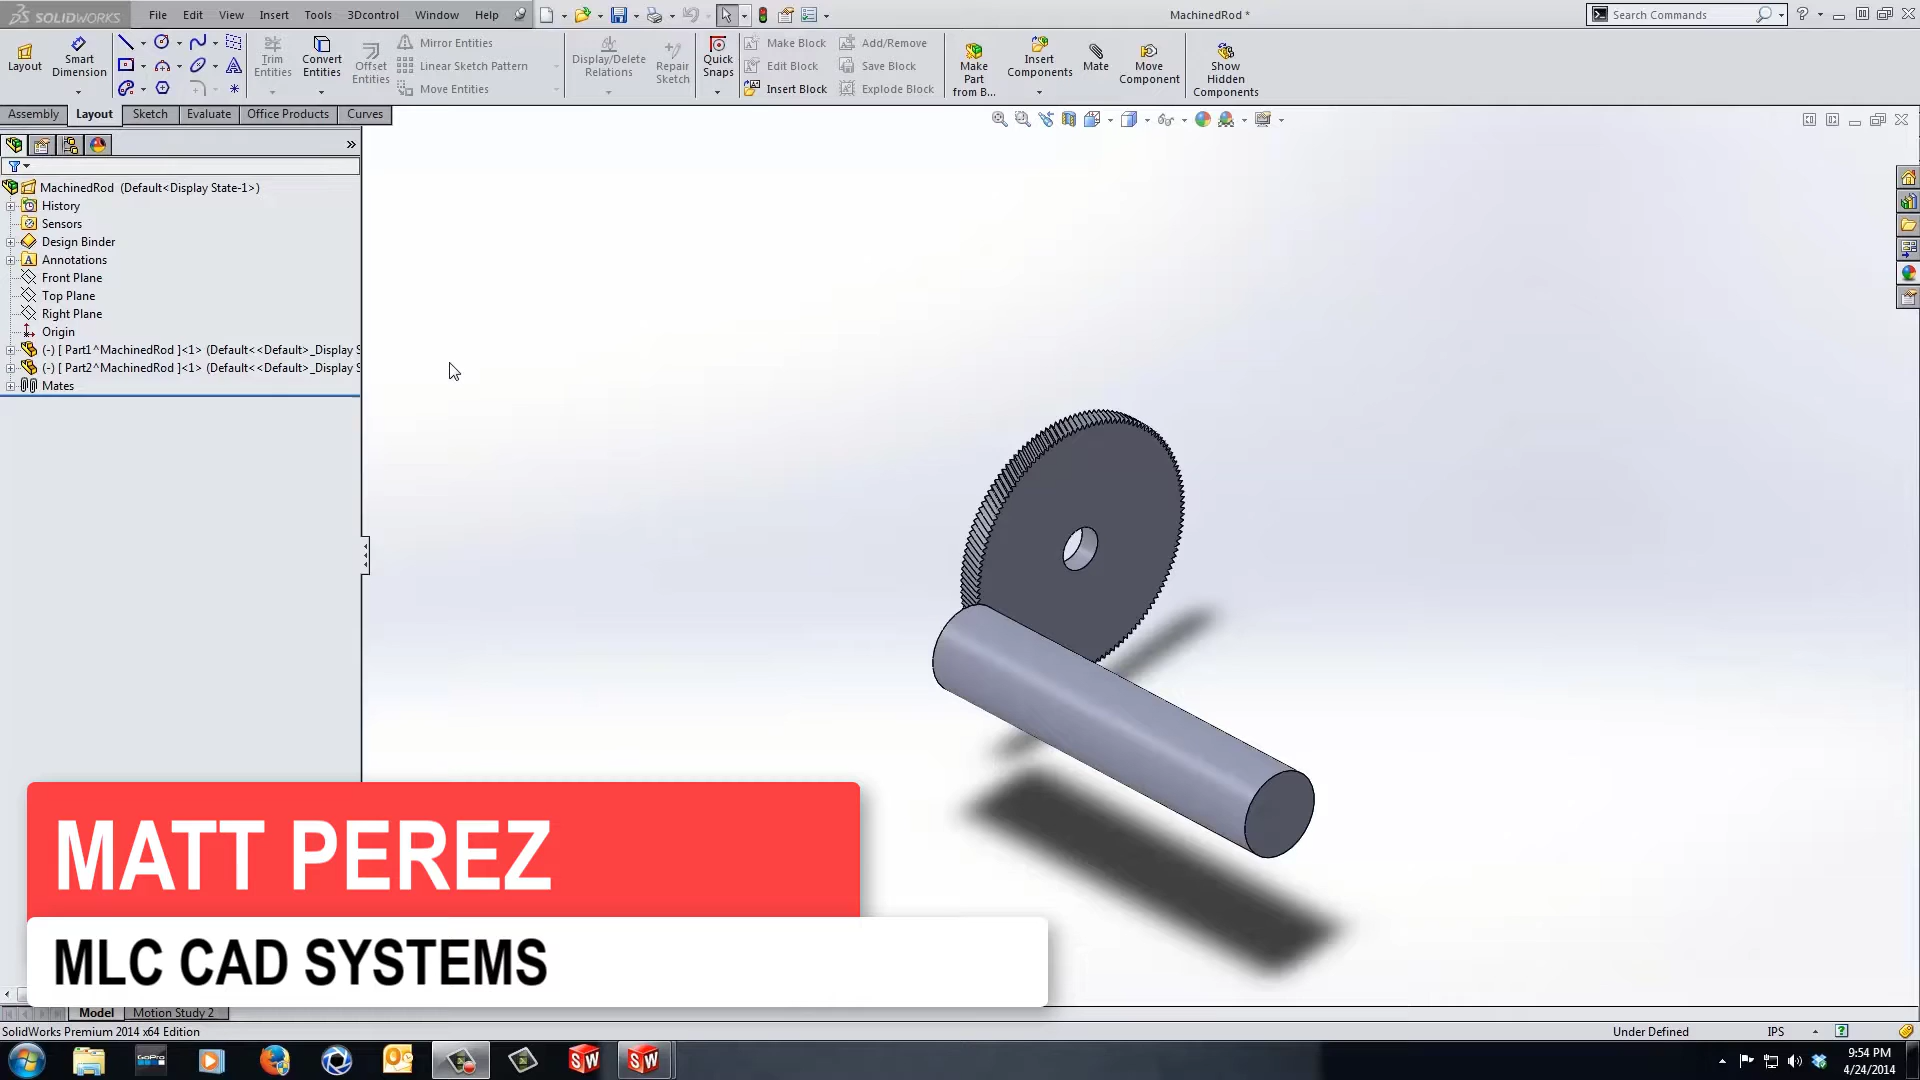 SOLIDWORKS File Edit View Insert Tools 3Dcontrol Window Help MachinedRod * Search Commands
Layout Smart Dimension Trim Entities Convert Entities Offset Entities Mirror Entities Linear Sketch Pattern Move Entities Display/Delete Relations Repair Sketch Quick Snaps Make Block Edit Block Insert Block Add/Remove Save Block Explode Block Make Part from B... Insert Components Mate Move Component Show Hidden Components
Assembly Layout Sketch Evaluate Office Products Curves
MachinedRod (Default<Display State-1>)
History
Sensors
Design Binder
Annotations
Front Plane
Top Plane
Right Plane
Origin
(-) [ Part1^MachinedRod ]<1> (Default<<Default>_Display S
(-) [ Part2^MachinedRod ]<1> (Default<<Default>_Display S
Mates
MATT PEREZ
MLC CAD SYSTEMS
Model Motion Study 2
SolidWorks Premium 2014 x64 Edition Under Defined IPS
GoPro SW SW 9:54 PM
4/24/2014